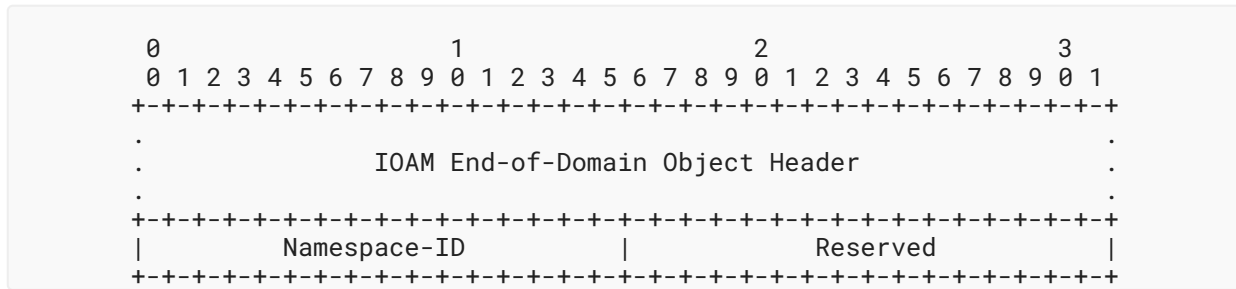 0                   1                   2                   3
 0 1 2 3 4 5 6 7 8 9 0 1 2 3 4 5 6 7 8 9 0 1 2 3 4 5 6 7 8 9 0 1
+-+-+-+-+-+-+-+-+-+-+-+-+-+-+-+-+-+-+-+-+-+-+-+-+-+-+-+-+-+-+-+-+
.                                                               .
.               IOAM End-of-Domain Object Header                .
.                                                               .
+-+-+-+-+-+-+-+-+-+-+-+-+-+-+-+-+-+-+-+-+-+-+-+-+-+-+-+-+-+-+-+-+
|         Namespace-ID          |            Reserved           |
+-+-+-+-+-+-+-+-+-+-+-+-+-+-+-+-+-+-+-+-+-+-+-+-+-+-+-+-+-+-+-+-+